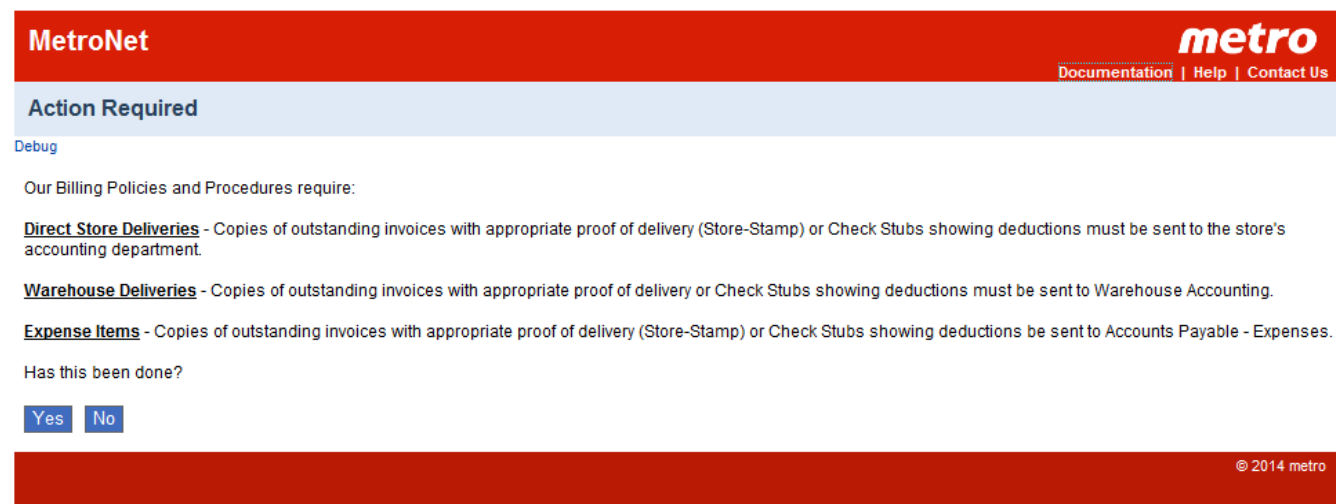 MetroNet
metro
Documentation | Help | Contact Us
Action Required
Debug
Our Billing Policies and Procedures require:
Direct Store Deliveries - Copies of outstanding invoices with appropriate proof of delivery (Store-Stamp) or Check Stubs showing deductions must be sent to the store's
accounting department.
Warehouse Deliveries - Copies of outstanding invoices with appropriate proof of delivery or Check Stubs showing deductions must be sent to Warehouse Accounting.
Expense Items - Copies of outstanding invoices with appropriate proof of delivery (Store-Stamp) or Check Stubs showing deductions be sent to Accounts Payable - Expenses.
Has this been done?
Yes No
© 2014 metro